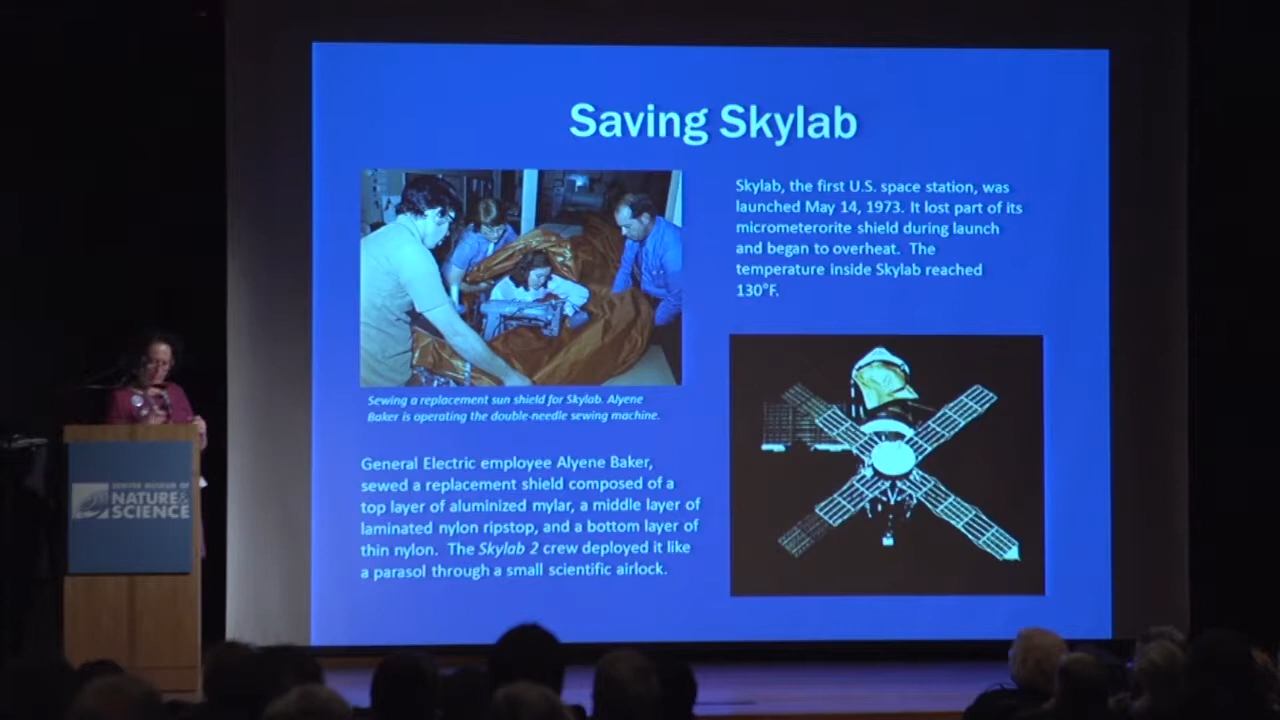 Saving Skylab
Skylab, the first U.S. space station, was
launched May 14, 1973. It lost part of its
micrometerorite shield during launch
and began to overheat. The
temperature inside Skylab reached
130°F.
Sewing a replacement sun shield for Skylab. Alyene
Baker is operating the double-needle sewing machine.
General Electric employee Alyene Baker,
sewed a replacement shield composed of a
top layer of aluminized mylar, a middle layer of
laminated nylon ripstop, and a bottom layer of
thin nylon. The Skylab 2 crew deployed it like
a parasol through a small scientific airlock.
DENVER MUSEUM OF
NATURE &
SCIENCE